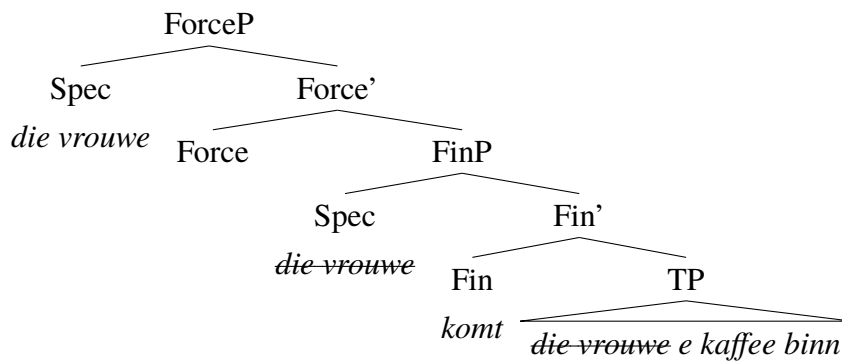 ForceP
Spec Force’
die vrouwe Force FinP
Spec Fin’
die vrouwe Fin TP
komt die vrouwe e kaffee binn